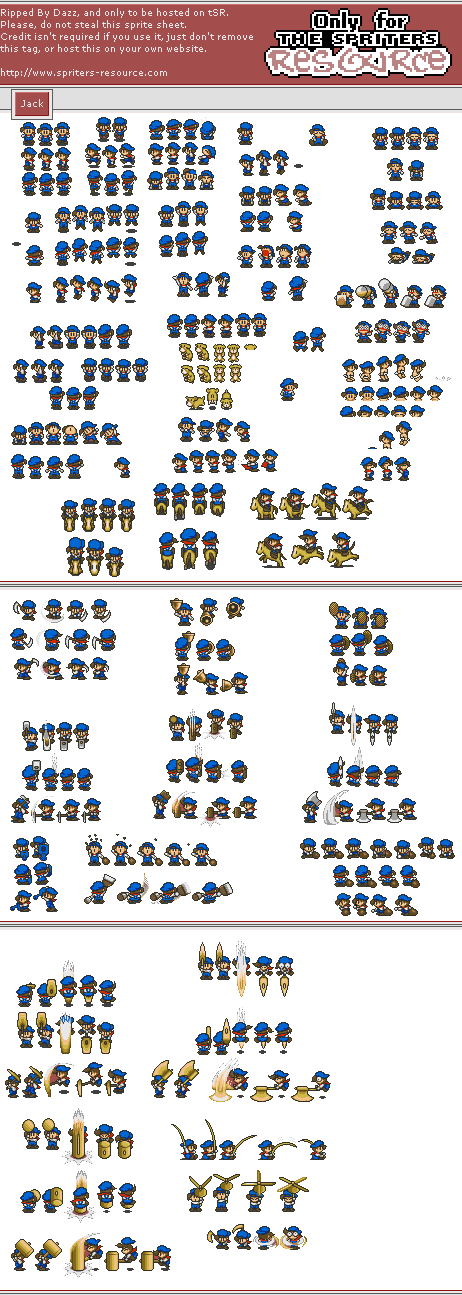 Ripped By Dazz, and only to be hosted on tSR.
Please, do not steal this sprite sheet.
Credit isn't required if you use it, just don't remove
this tag, or host this on your own website.
http://www.spriters-resource.com
Only for
THE SPRITERS
RESOURCE
Jack